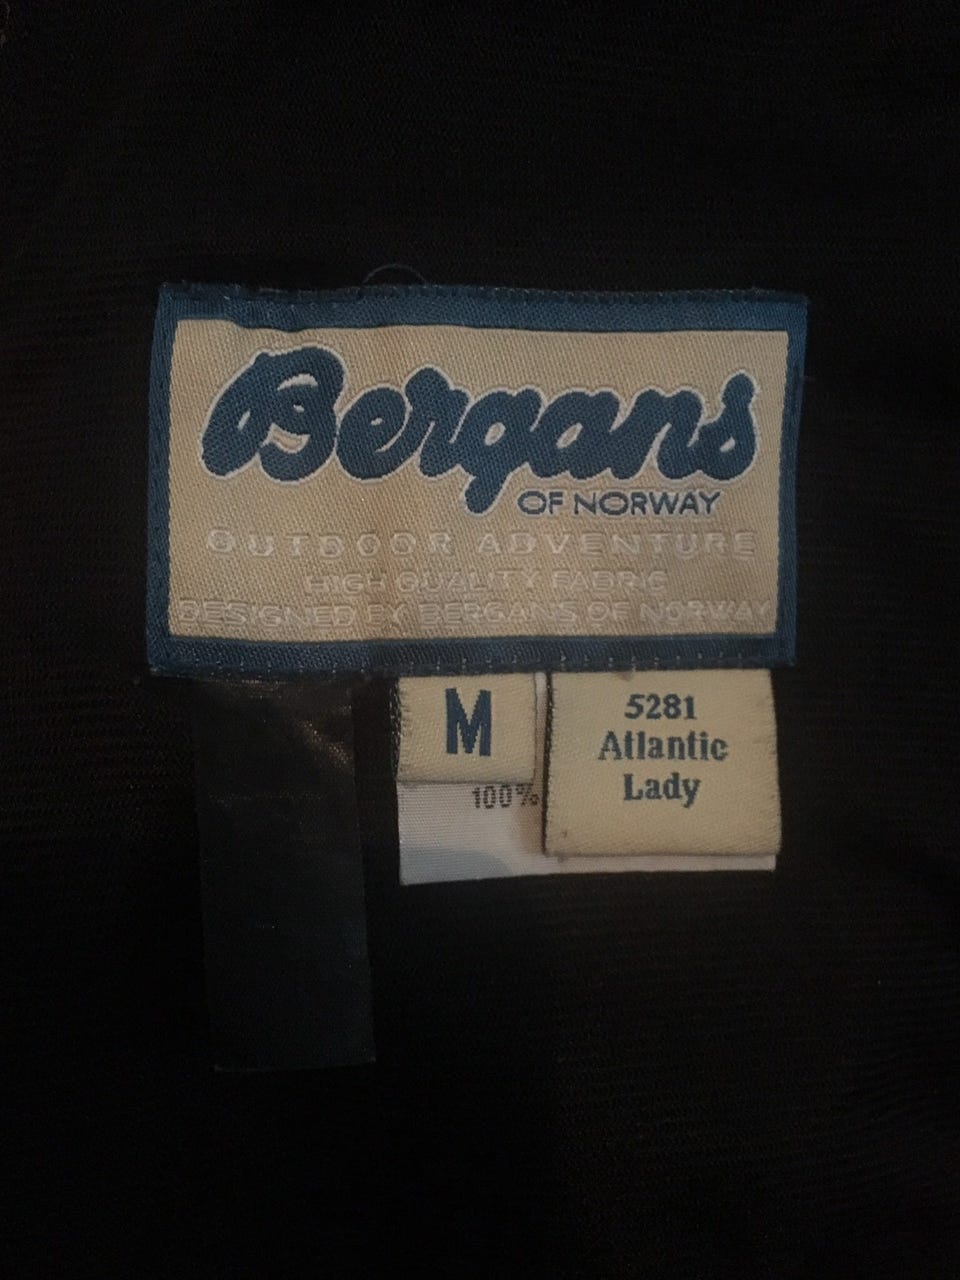 Bergans
OF NORWAY
OUTDOOR ADVENTURE
HIGH QUALITY FABRIC
DESIGNED BY BERGANS OF NORWAY
M
5281
Atlantic
Lady
100%